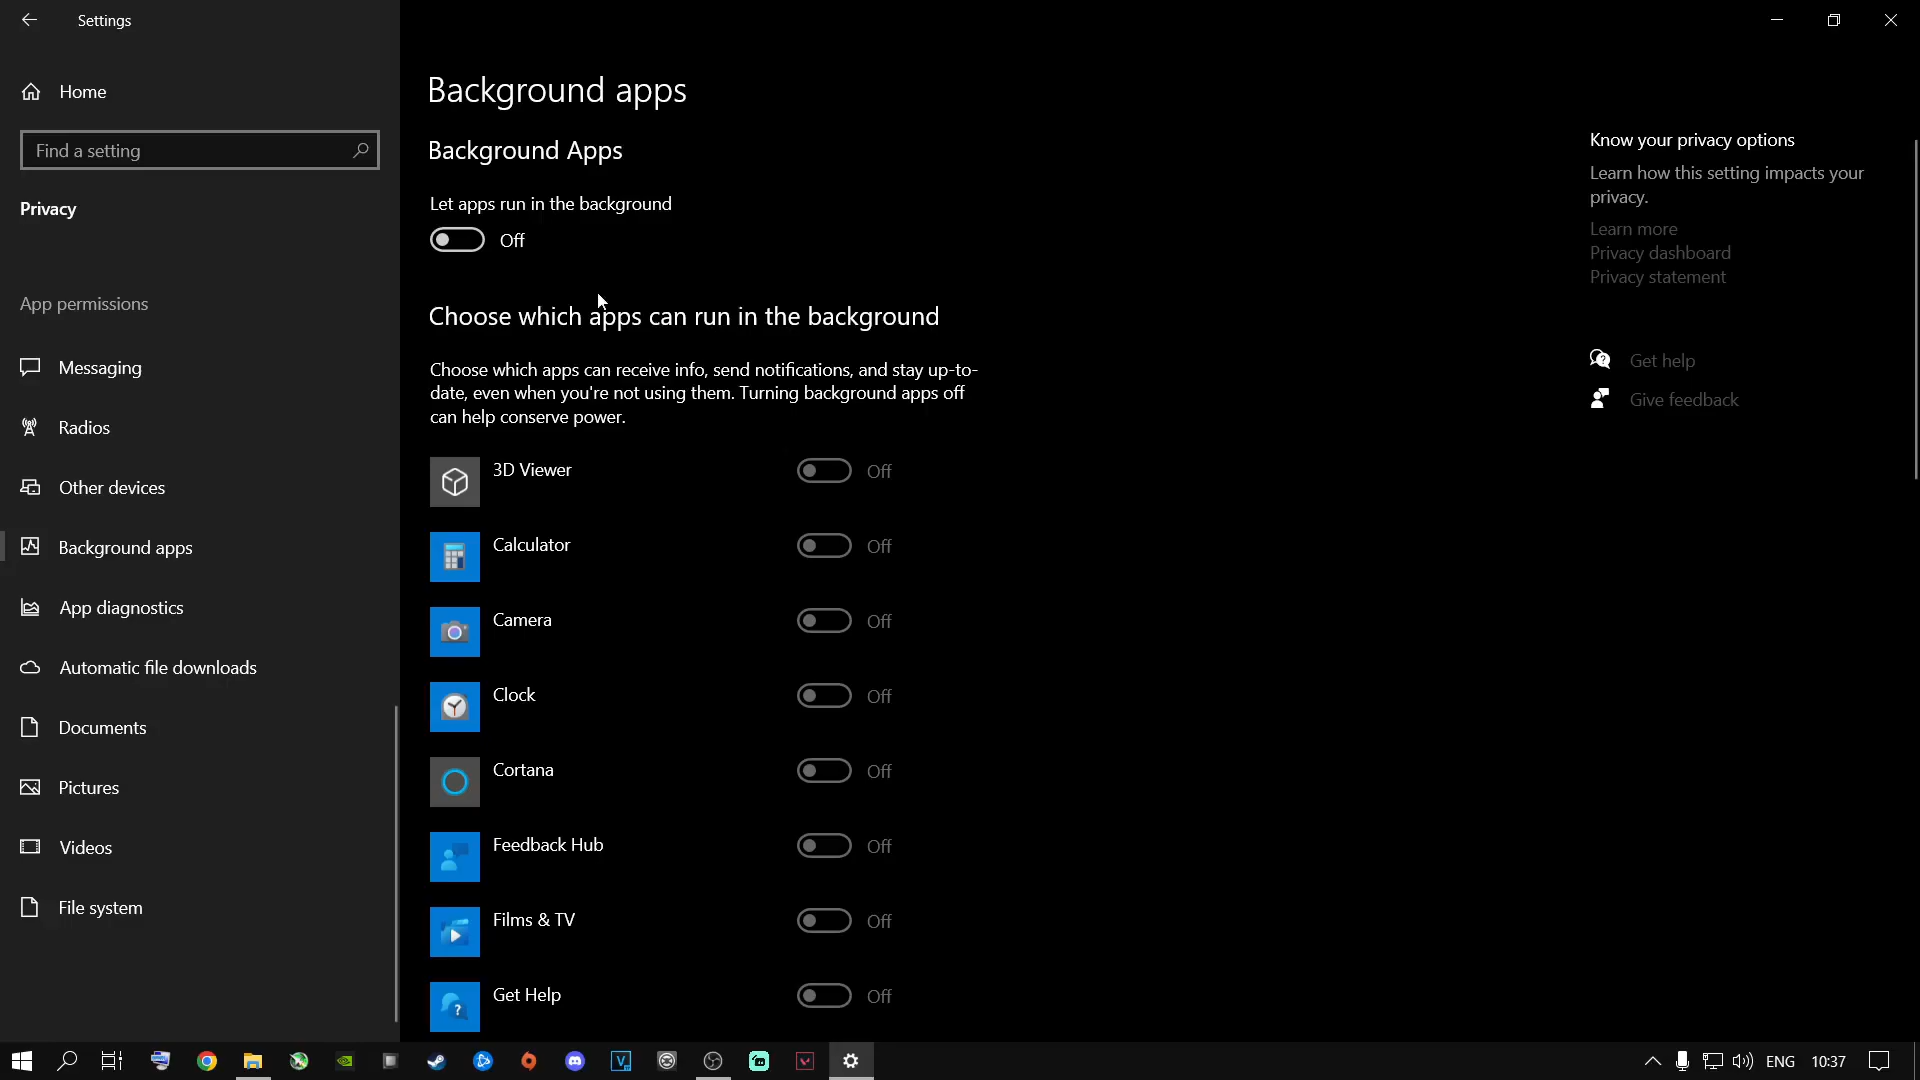 Settings
Home
Find a setting
Privacy
App permissions
Messaging
Radios
Other devices
Background apps
App diagnostics
Automatic file downloads
Documents
Pictures
Videos
File system
Background apps
Background Apps
Let apps run in the background
Off
Choose which apps can run in the background
Choose which apps can receive info, send notifications, and stay up-to-
date, even when you're not using them. Turning background apps off
can help conserve power.
3D Viewer Off
Calculator Off
Camera Off
Clock Off
Cortana Off
Feedback Hub Off
Films & TV Off
Get Help Off
Know your privacy options
Learn how this setting impacts your
privacy.
Learn more
Privacy dashboard
Privacy statement
Get help
Give feedback
ENG 10:37